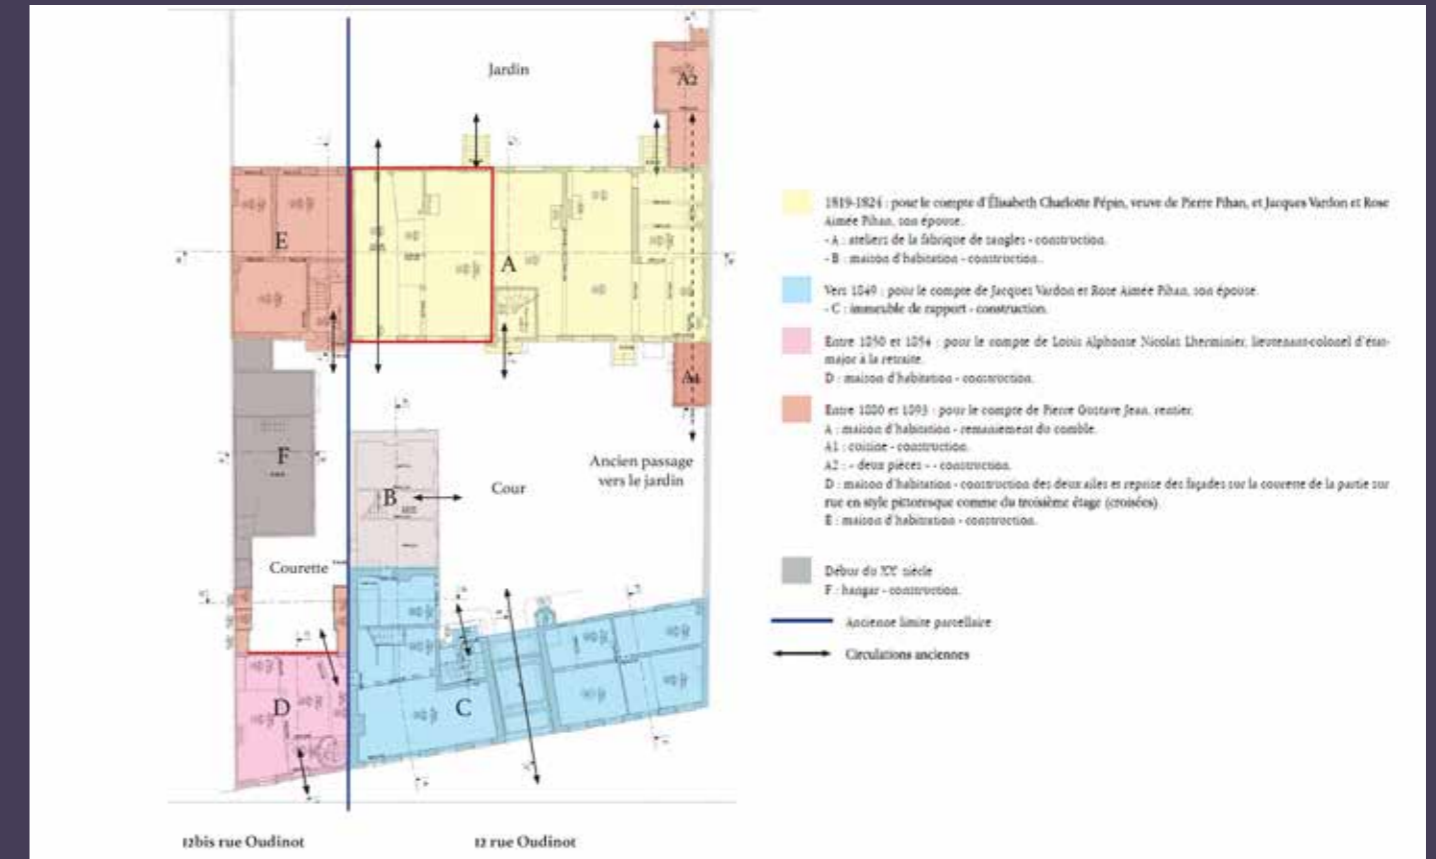 Jardin
A2
E
A
A1
F
B
Cour
Ancien passage
vers le jardin
Courette
D
C
12bis rue Oudinot
12 rue Oudinot
1819-1824 : pour le compte d'Élisabeth Charlotte Pépin, veuve de Pierre Pihan, et Jacques Vardon et Rose
Aimée Pihan, son épouse.
- A : ateliers de la fabrique de sangles - construction.
- B : maison d'habitation - construction..
Vers 1849 : pour le compte de Jacques Vardon et Rose Aimée Pihan, son épouse.
- C : immeuble de rapport - construction.
Entre 1850 et 1854 : pour le compte de Louis Alphonse Nicolas Lherminier, lieutenant-colonel d'état-
major à la retraite.
D : maison d'habitation - construction.
Entre 1880 et 1893 : pour le compte de Pierre Gustave Jean, rentier.
A : maison d'habitation - remaniement du comble.
A1 : cuisine - construction.
A2 : - deux pièces - - construction.
D : maison d'habitation - construction des deux ailes et reprise des façades sur la courette de la partie sur
rue en style pittoresque comme du troisième étage (croisées).
E : maison d'habitation - construction.
Début du XXe siècle
F : hangar - construction.
Ancienne limite parcellaire
Circulations anciennes